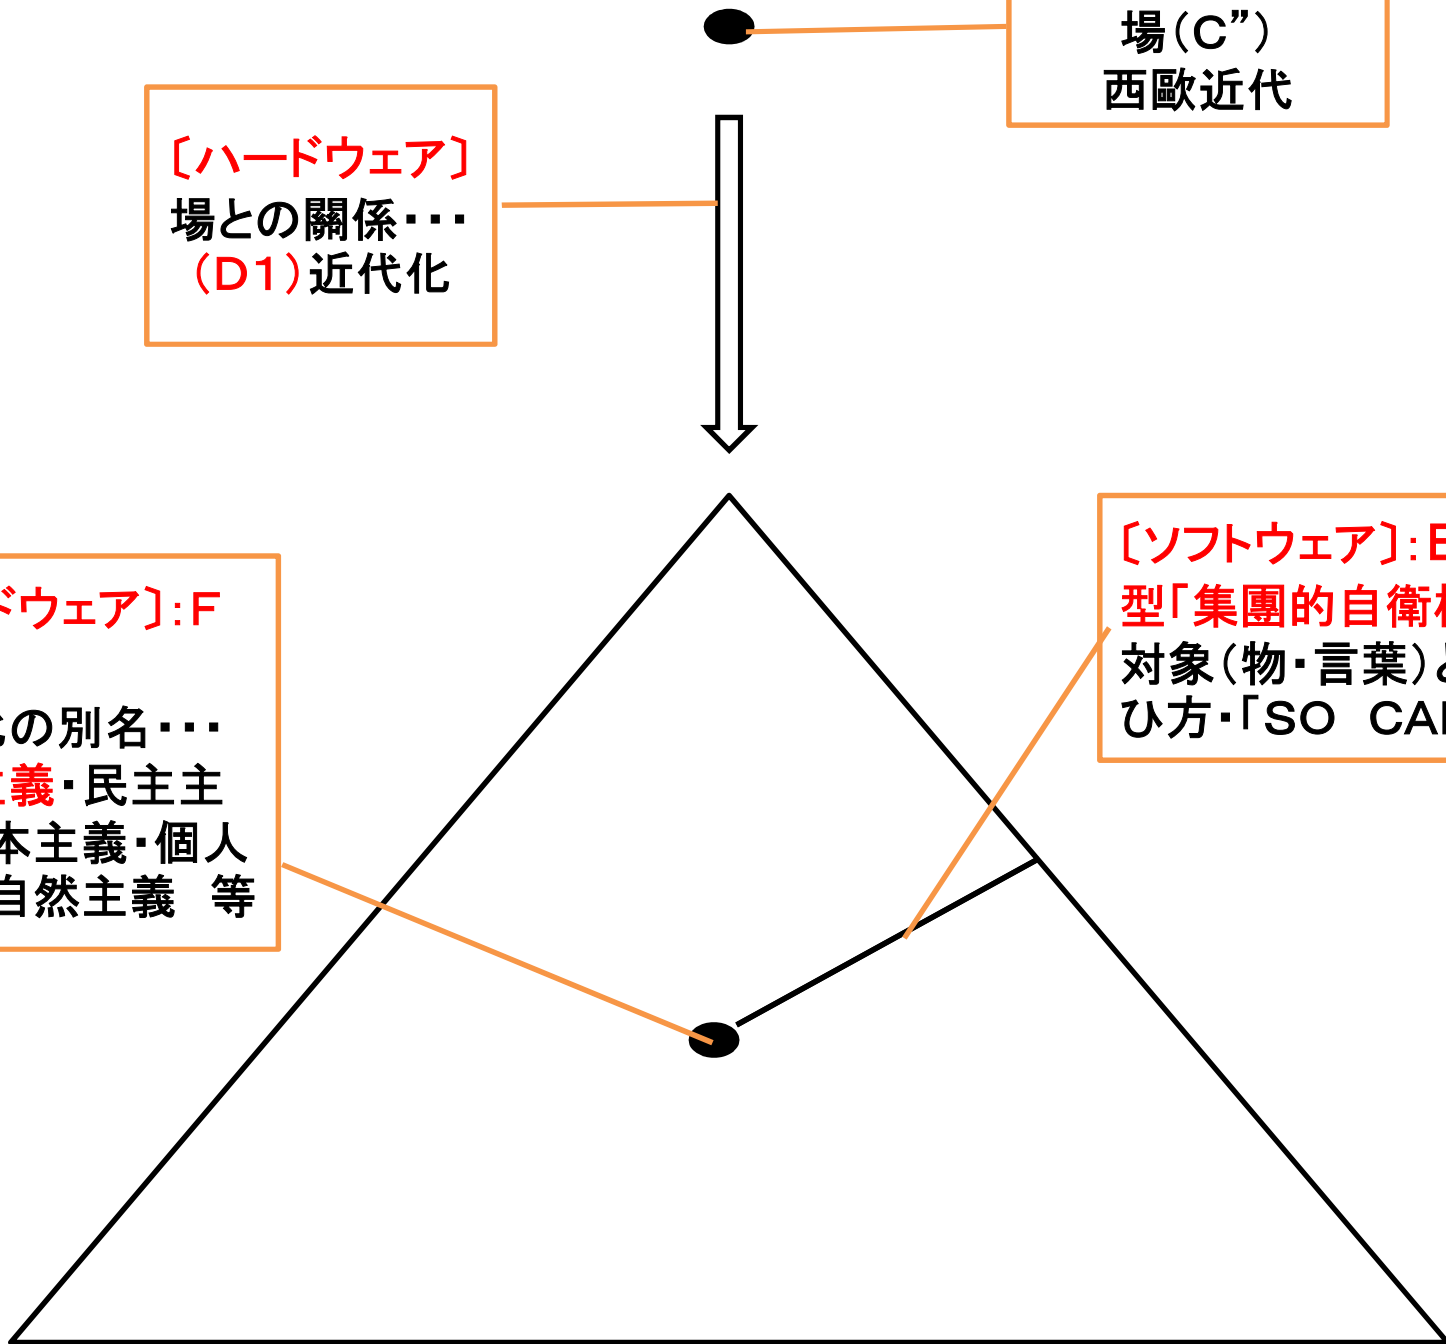 場(C”)
西歐近代
〔ハードウェア〕
場との關係・・・
(D1)近代化
ドウェア〕:F
の別名・・・
義・民主主
本主義・個人
自然主義 等
〔ソフトウェア〕:E
型「集團的自衛
対象(物・言葉)と
ひ方・「SO CAL